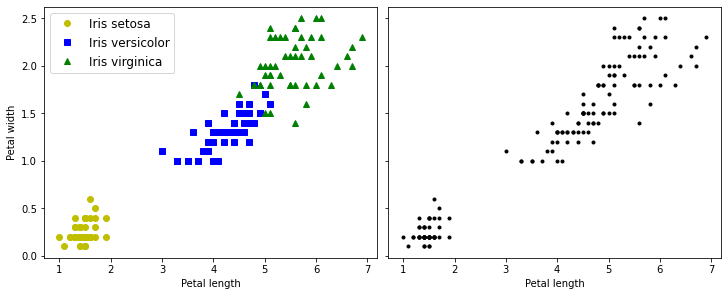 Iris setosa
Iris versicolor
Iris virginica
Petal width
2.5
2.0
1.5
1.0
0.5
0.0
1 2 3 4 5 6 7
Petal length
1 2 3 4 5 6 7
Petal length